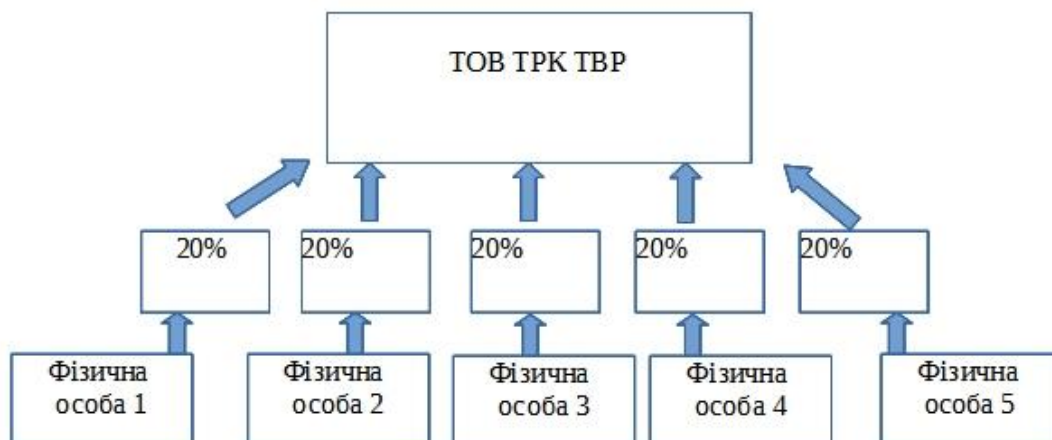 ТОВ ТРК ТВР
20%
20%
20%
20%
20%
Фізична
особа 1
Фізична
особа 2
Фізична
особа 3
Фізична
особа 4
Фізична
особа 5